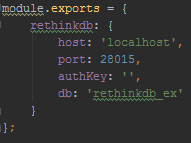 module.exports = {
    rethinkdb: {
        host: 'localhost',
        port: 28015,
        authKey: '',
        db: 'rethinkdb_ex'
    }
};